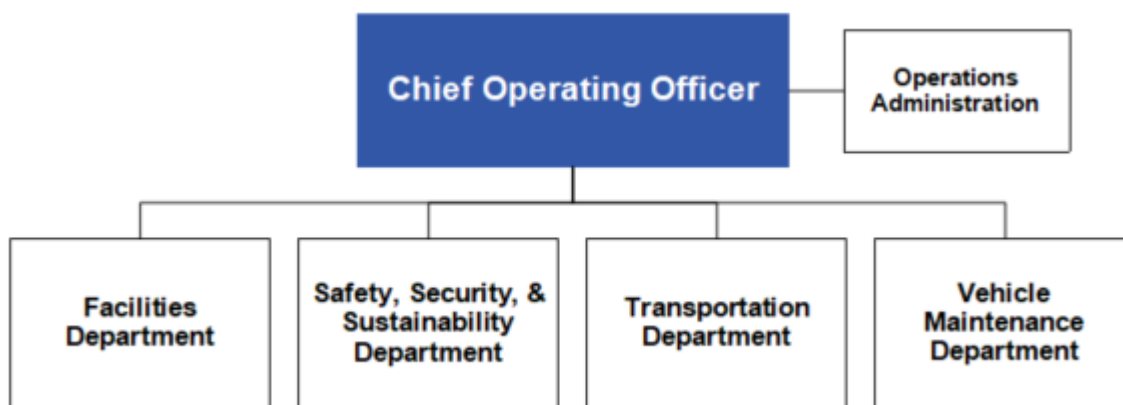 Chief Operating Officer
Operations
Administration
Facilities
Department
Safety, Security, &
Sustainability
Department
Transportation
Department
Vehicle
Maintenance
Department